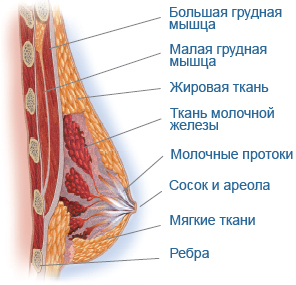 Большая грудная
мышца
Малая грудная
мышца
Жировая ткань
Ткань молочной
железы
Молочные протоки
Сосок и ареола
Мягкие ткани
Ребра